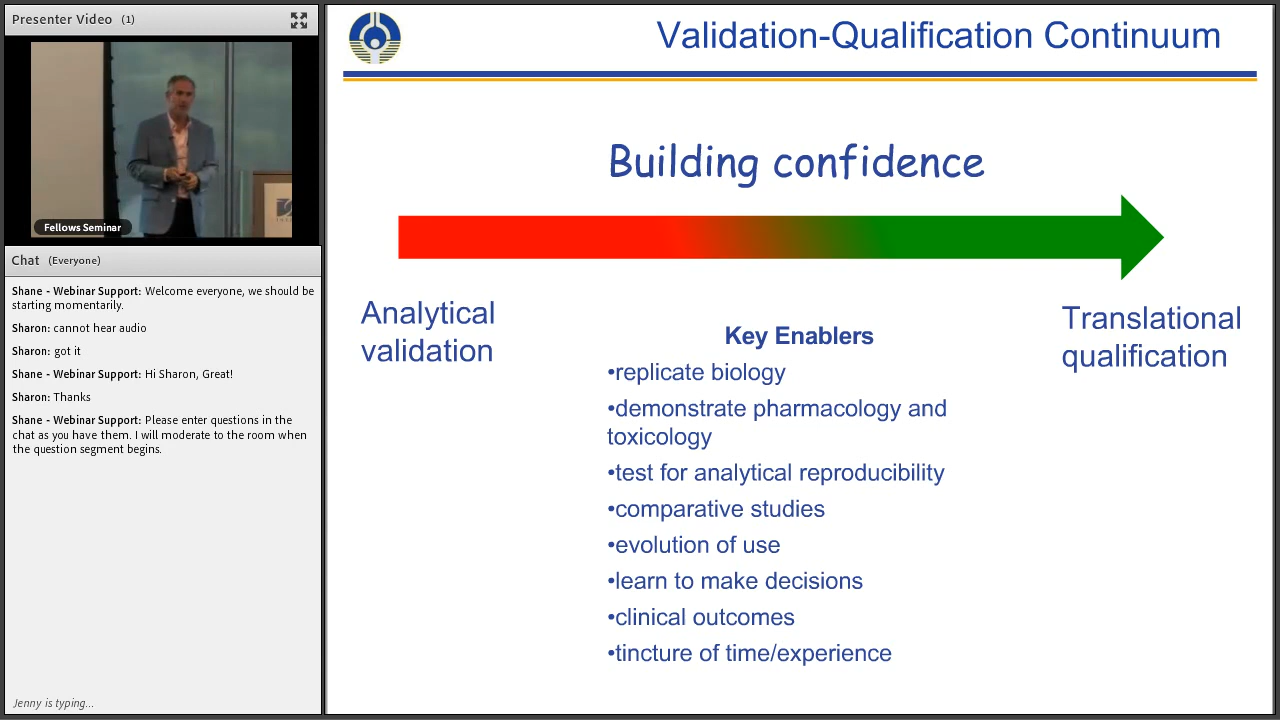 Presenter Video (1)
Fellows Seminar
Chat (Everyone)
Shane - Webinar Support: Welcome everyone, we should be
starting momentarily.
Sharon: cannot hear audio
Sharon: got it
Shane - Webinar Support: Hi Sharon, Great!
Sharon: Thanks
Shane - Webinar Support: Please enter questions in the
chat as you have them. I will moderate to the room when
the question segment begins.
Jenny is typing...
Validation-Qualification Continuum
Building confidence
Analytical
validation
Key Enablers
•replicate biology
•demonstrate pharmacology and
toxicology
•test for analytical reproducibility
•comparative studies
•evolution of use
•learn to make decisions
•clinical outcomes
•tincture of time/experience
Translational
qualification